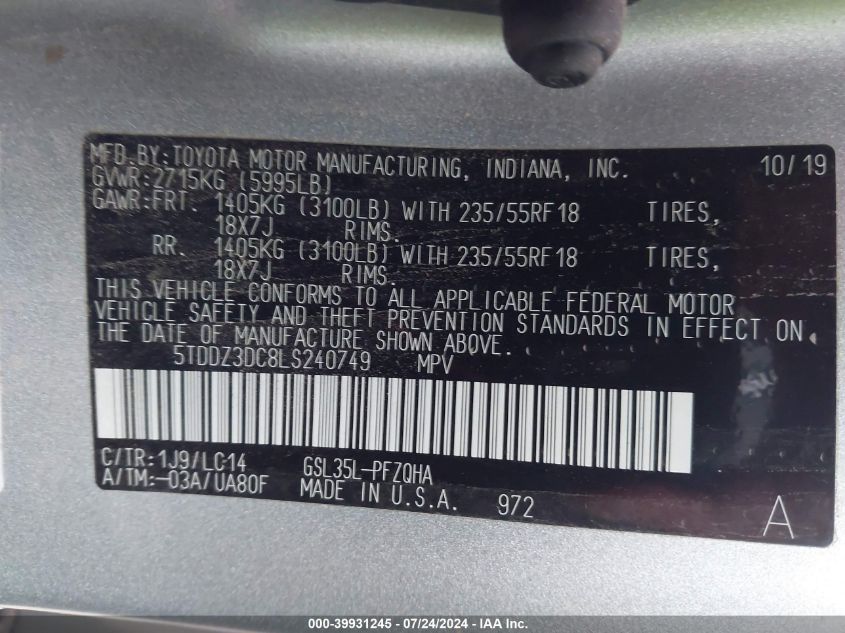 MFD.BY:TOYOTA MOTOR MANUFACTURING, INDIANA, INC. 10/19
GVWR:2715KG (5995LB)
GAWR:FRT. 1405KG (3100LB) WITH 235/55RF18 TIRES,
18X7J RIMS.
RR. 1405KG (3100LB) WITH 235/55RF18 TIRES,
18X7J RIMS.
THIS VEHICLE CONFORMS TO ALL APPLICABLE FEDERAL MOTOR
VEHICLE SAFETY AND THEFT PREVENTION STANDARDS IN EFFECT ON
THE DATE OF MANUFACTURE SHOWN ABOVE.
5TDDZ3DC8LS240749 MPV
C/TR:1J9/LC14 GSL35L-PFZQHA
A/TM:-03A/UA80F MADE IN U.S.A. 972
A
000-39931245 - 07/24/2024 - IAA Inc.